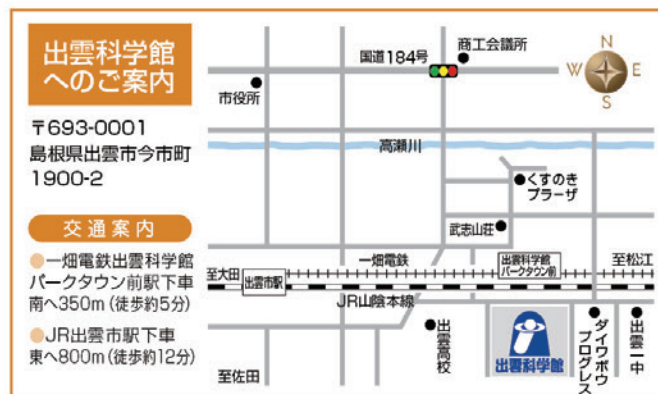 出雲科学館
へのご案内
〒693-0001
島根県出雲市今市町
1900-2
交通案内
●一畑電鉄出雲科学館
パークタウン前駅下車
南へ350m(徒歩約5分)
●JR出雲市駅下車
東へ800m(徒歩約12分)
国道184号
商工会議所
市役所
N
W
E
S
高瀬川
くすのき
プラーザ
武志山荘
一畑電鉄
出雲科学館
パークタウン前
至松江
至大田
出雲市駅
JR山陰本線
出雲高校
出雲科学館
ダイワボウ
プログレス
出雲一中
至佐田